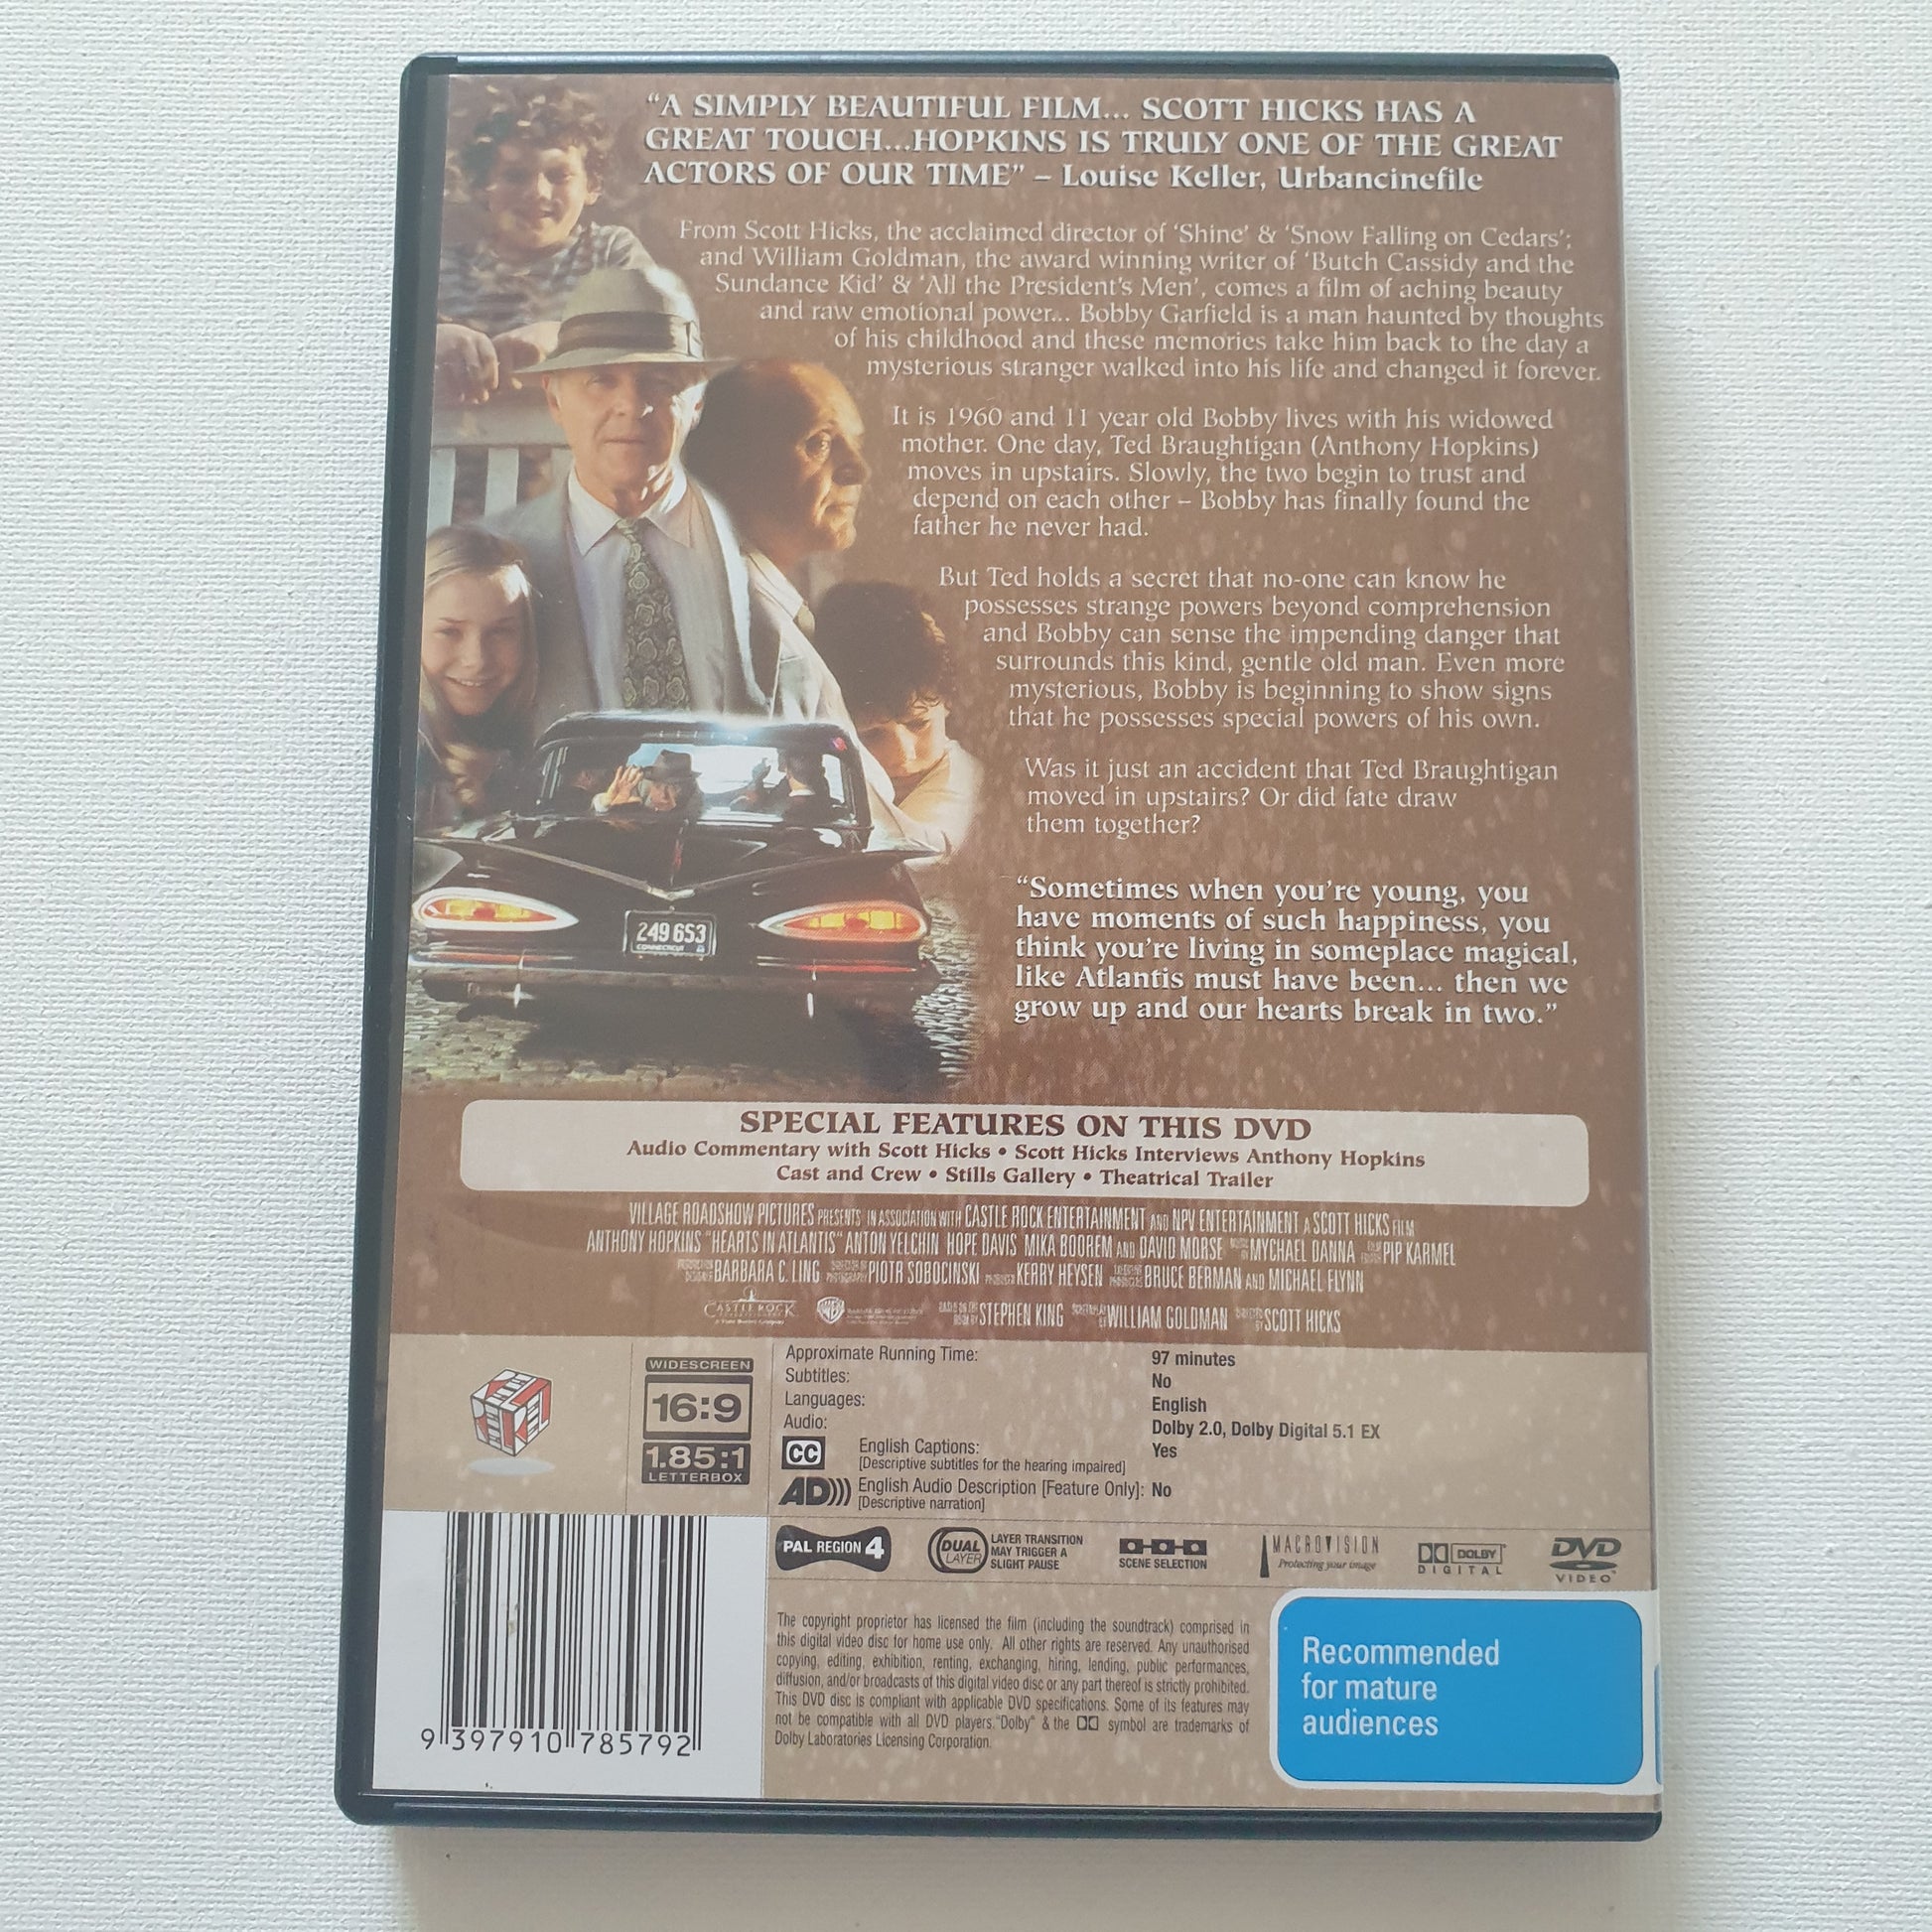 “A SIMPLY BEAUTIFUL FILM... SCOTT HICKS HAS A
GREAT TOUCH...HOPKINS IS TRULY ONE OF THE GREAT
ACTORS OF OUR TIME” – Louise Keller, Urbancinefile
From Scott Hicks, the acclaimed director of ‘Shine’ & ‘Snow Falling on Cedars’;
and William Goldman, the award winning writer of ‘Butch Cassidy and the
Sundance Kid’ & ‘All the President’s Men’, comes a film of aching beauty
and raw emotional power... Bobby Garfield is a man haunted by thoughts
of his childhood and these memories take him back to the day a
mysterious stranger walked into his life and changed it forever.
It is 1960 and 11 year old Bobby lives with his widowed
mother. One day, Ted Braughtigan (Anthony Hopkins)
moves in upstairs. Slowly, the two begin to trust and
depend on each other – Bobby has finally found the
father he never had.
But Ted holds a secret that no-one can know he
possesses strange powers beyond comprehension
and Bobby can sense the impending danger that
surrounds this kind, gentle old man. Even more
mysterious, Bobby is beginning to show signs
that he possesses special powers of his own.
Was it just an accident that Ted Braughtigan
moved in upstairs? Or did fate draw
them together?
“Sometimes when you’re young, you
have moments of such happiness, you
think you’re living in someplace magical,
like Atlantis must have been... then we
grow up and our hearts break in two.”
249 653
CONNECTICUT
SPECIAL FEATURES ON THIS DVD
Audio Commentary with Scott Hicks • Scott Hicks Interviews Anthony Hopkins
Cast and Crew • Stills Gallery • Theatrical Trailer
VILLAGE ROADSHOW PICTURES PRESENTS IN ASSOCIATION WITH CASTLE ROCK ENTERTAINMENT AND NPV ENTERTAINMENT A SCOTT HICKS FILM
ANTHONY HOPKINS "HEARTS IN ATLANTIS" ANTON YELCHIN HOPE DAVIS MIKA BOOREM AND DAVID MORSE MYCHAEL DANNA PIP KARMEL
BARBARA C. LING PIOTR SOBOCINSKI KERRY HEYSEN BRUCE BERMAN AND MICHAEL FLYNN
CASTLE ROCK STEPHEN KING WILLIAM GOLDMAN SCOTT HICKS
WIDESCREEN
16:9
1.85:1
LETTERBOX
Approximate Running Time: 97 minutes
Subtitles: No
Languages: English
Audio: Dolby 2.0, Dolby Digital 5.1 EX
CC English Captions: Yes
[Descriptive subtitles for the hearing impaired]
AD))) English Audio Description [Feature Only]: No
[Descriptive narration]
PAL REGION 4
DUAL LAYER
LAYER TRANSITION
MAY TRIGGER A
SLIGHT PAUSE
SCENE SELECTION
MACROVISION
Protecting your image
DOLBY
DIGITAL
DVD
VIDEO
The copyright proprietor has licensed the film (including the soundtrack) comprised in
this digital video disc for home use only. All other rights are reserved. Any unauthorised
copying, editing, exhibition, renting, exchanging, hiring, lending, public performances,
diffusion, and/or broadcasts of this digital video disc or any part thereof is strictly prohibited.
This DVD disc is compliant with applicable DVD specifications. Some of its features may
not be compatible with all DVD players."Dolby" & the symbol are trademarks of
Dolby Laboratories Licensing Corporation.
Recommended
for mature
audiences
9 397910 785792